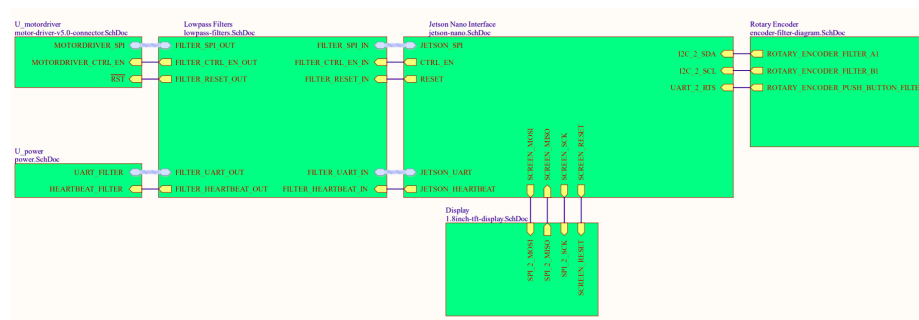 U_motordriver
motor-driver-v5.0-connector.SchDoc
MOTORDRIVER_SPI
MOTORDRIVER_CTRL_EN
RST
U_power
power.SchDoc
UART_FILTER
HEARTBEAT_FILTER
Lowpass Filters
lowpass-filters.SchDoc
FILTER_SPI_OUT
FILTER_SPI_IN
FILTER_CTRL_EN_OUT
FILTER_CTRL_EN_IN
FILTER_RESET_OUT
FILTER_RESET_IN
FILTER_UART_OUT
FILTER_UART_IN
FILTER_HEARTBEAT_OUT
FILTER_HEARTBEAT_IN
Jetson Nano Interface
jetson-nano.SchDoc
JETSON_SPI
CTRL_EN
RESET
JETSON_UART
JETSON_HEARTBEAT
I2C_2_SDA
I2C_2_SCL
UART_2_RTS
SCREEN_MOSI
SCREEN_MISO
SCREEN_SCK
SCREEN_RESET
Rotary Encoder
encoder-filter-diagram.SchDoc
ROTARY_ENCODER_FILTER_A1
ROTARY_ENCODER_FILTER_B1
ROTARY_ENCODER_PUSH_BUTTON_FILTE
Display
1.8inch-tft-display.SchDoc
SPI_2_MOSI
SPI_2_MISO
SPI_2_SCK
SCREEN_RESET